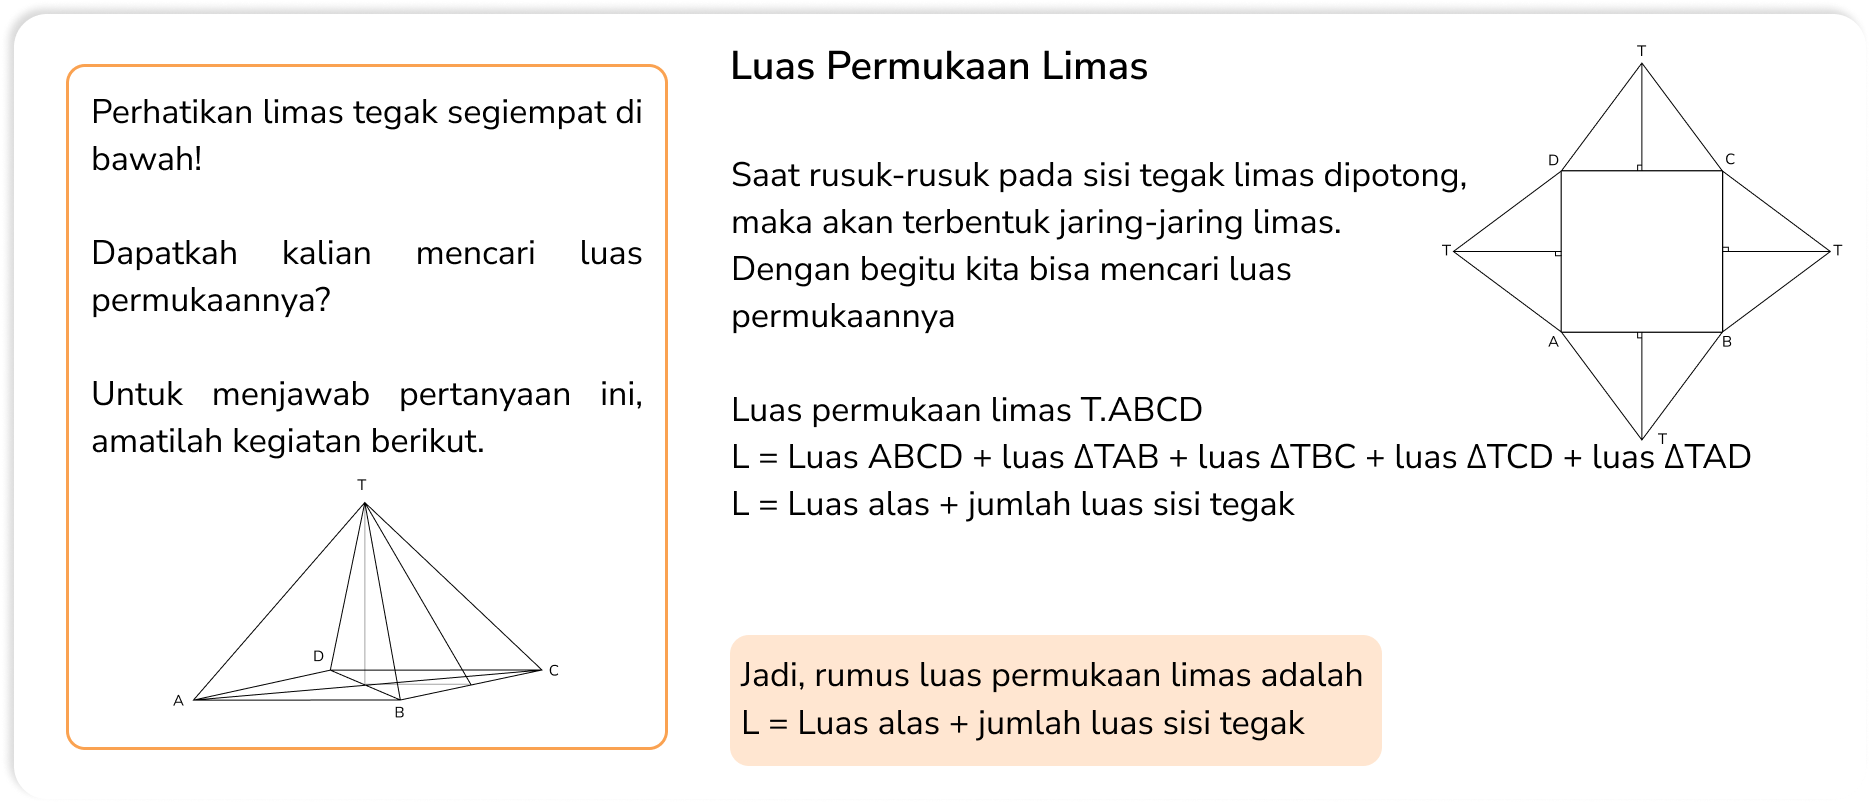 Perhatikan limas tegak segiempat di
bawah!
Dapatkah kalian mencari luas
permukaannya?
Untuk menjawab pertanyaan ini,
amatilah kegiatan berikut.
T
D
C
A
B
Luas Permukaan Limas
Saat rusuk-rusuk pada sisi tegak limas dipotong,
maka akan terbentuk jaring-jaring limas.
Dengan begitu kita bisa mencari luas
permukaannya
T
D
C
T
T
A
B
T
Luas permukaan limas T.ABCD
L = Luas ABCD + luas ΔTAB + luas ΔTBC + luas ΔTCD + luas ΔTAD
L = Luas alas + jumlah luas sisi tegak
Jadi, rumus luas permukaan limas adalah
L = Luas alas + jumlah luas sisi tegak